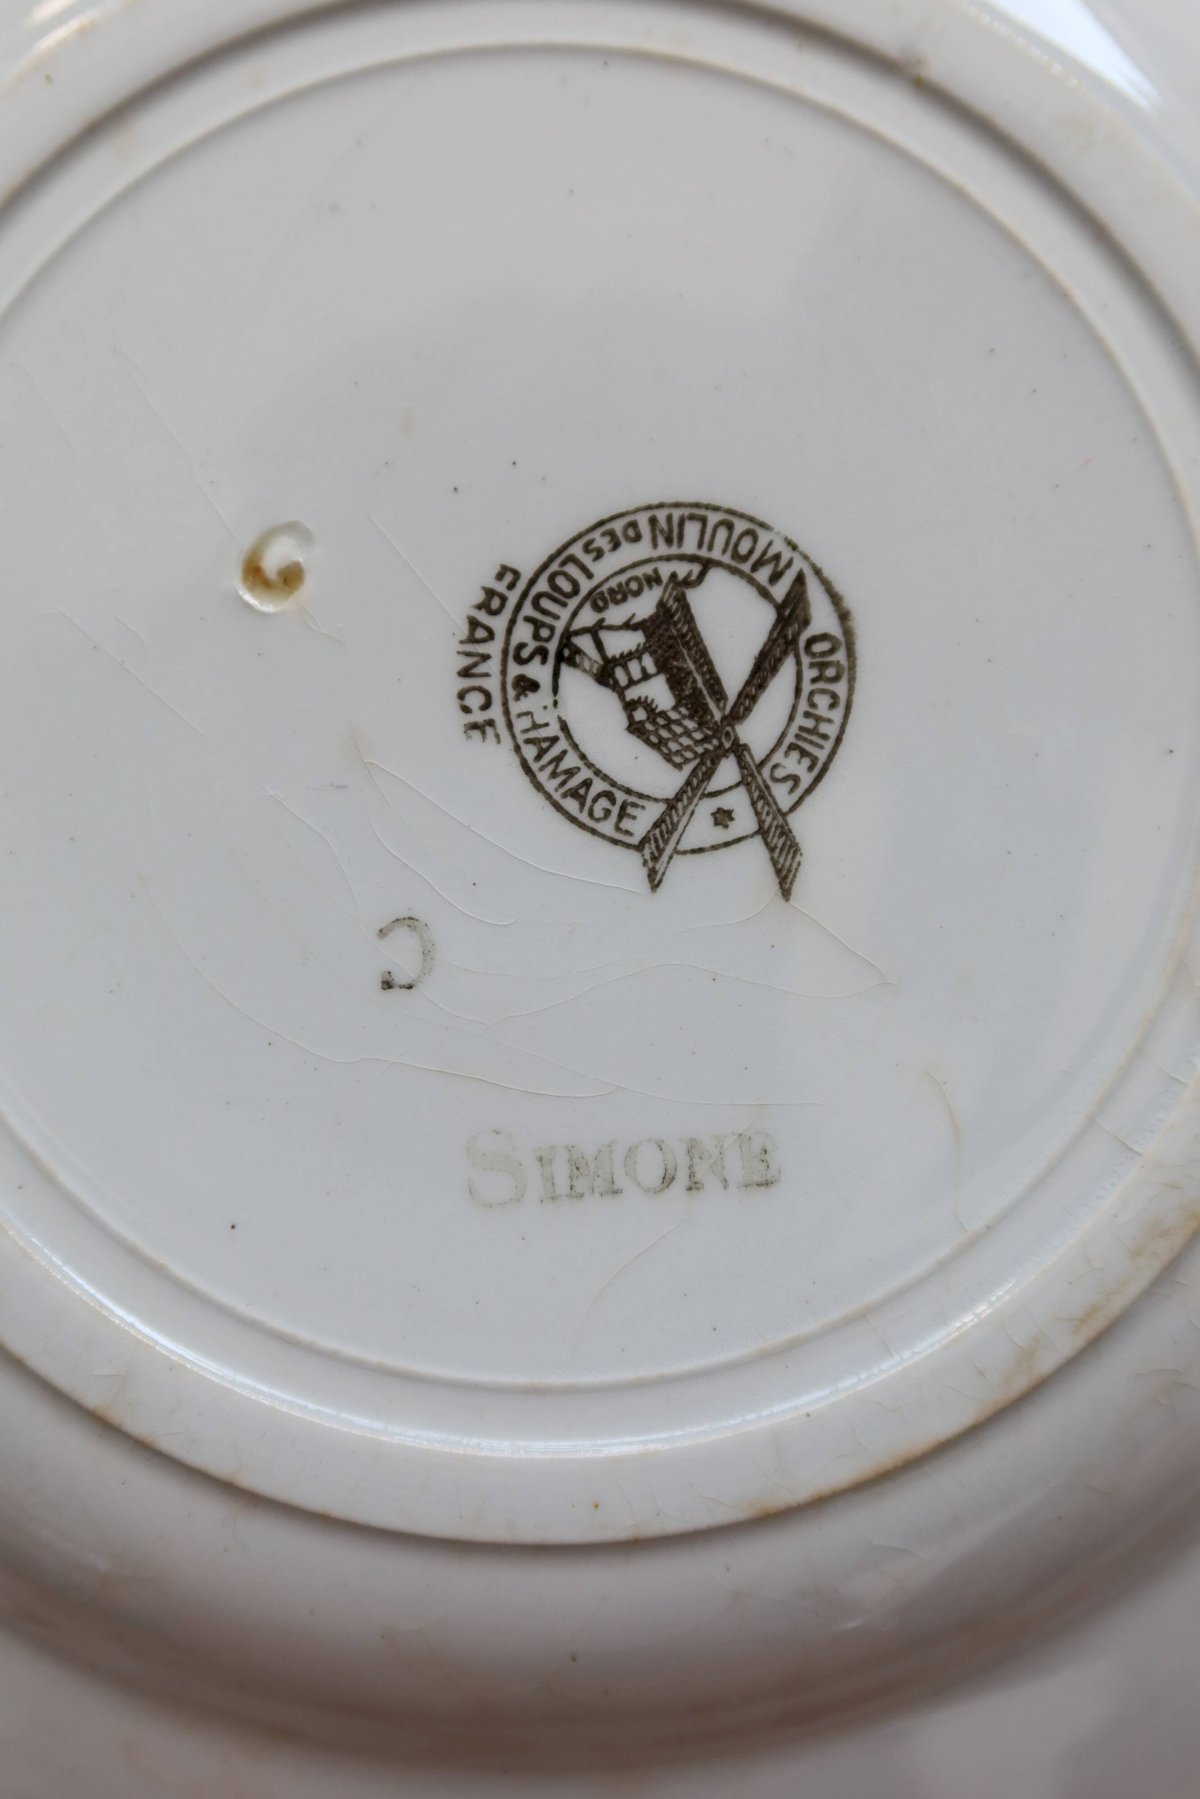 MOULIN DES LOUPS & HAMAGE
ORCHIES
NORD
FRANCE
C
SIMONE